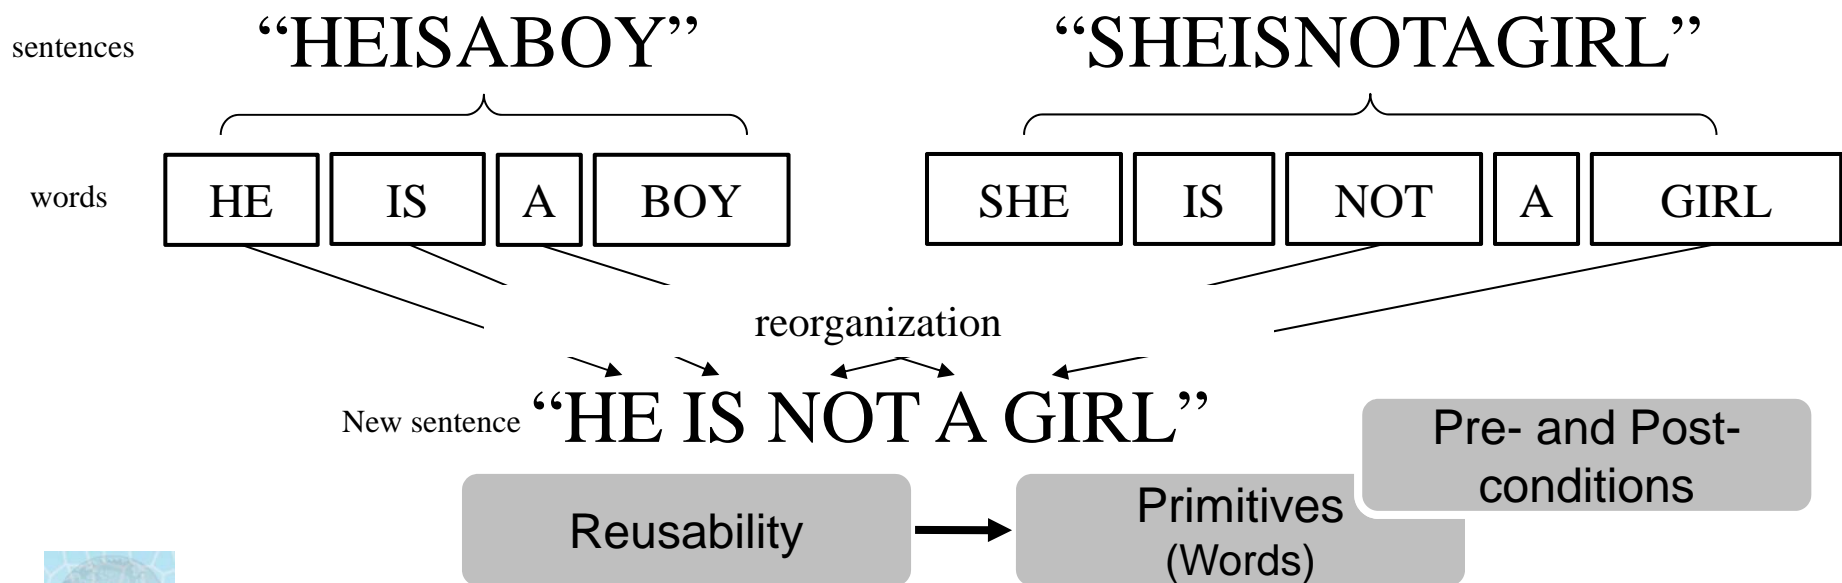 sentences “HEISABOY” “SHEISNOTAGIRL”
words HE IS A BOY SHE IS NOT A GIRL
reorganization
New sentence “HE IS NOT A GIRL”
Pre- and Post-
conditions
Reusability
Primitives
(Words)